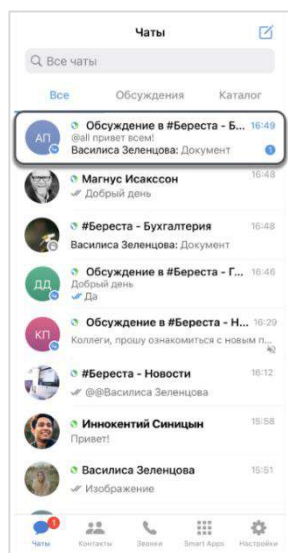 Чаты
Все чаты
Все Обсуждения Каталог
АП
Обсуждение в #Береста - Б... 16:49
@all привет всем!
Василиса Зеленцова: Документ 1
Магнус Исакссон 16:48
Добрый день
#Береста - Бухгалтерия 16:48
Василиса Зеленцова: Документ
ДД
Обсуждение в #Береста - Г... 16:46
Добрый день
Да
КП
Обсуждение в #Береста - Н... 16:29
Коллеги, прошу ознакомиться с новым п...
#Береста - Новости 16:12
@@Василиса Зеленцова
Иннокентий Синицын 15:58
Привет!
Василиса Зеленцова 15:51
Изображение
1
Чаты Контакты Звонки Smart Apps Настройки